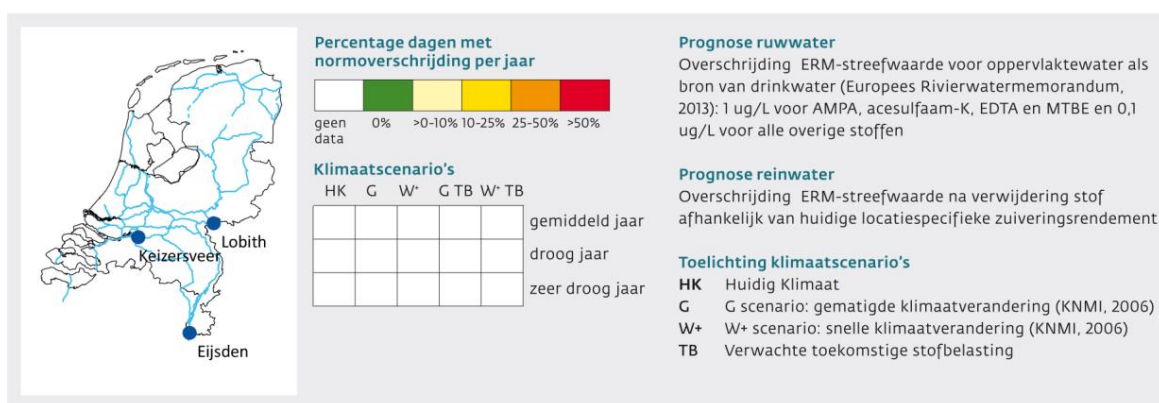 Lobith
Keizersveer
Eijsden
Percentage dagen met
normoverschrijding per jaar
geen data 0% >0-10% 10-25% 25-50% >50%
Klimaatscenario's
HK G W+ G TB W+ TB
gemiddeld jaar
droog jaar
zeer droog jaar
Prognose ruwwater
Overschrijding ERM-streefwaarde voor oppervlaktewater als
bron van drinkwater (Europees Rivierwatermemorandum,
2013): 1 ug/L voor AMPA, acesulfaam-K, EDTA en MTBE en 0,1
ug/L voor alle overige stoffen
Prognose reinwater
Overschrijding ERM-streefwaarde na verwijdering stof
afhankelijk van huidige locatiespecifieke zuiveringsrendement
Toelichting klimaatscenario's
HK Huidig Klimaat
G G scenario: gematigde klimaatverandering (KNMI, 2006)
W+ W+ scenario: snelle klimaatverandering (KNMI, 2006)
TB Verwachte toekomstige stofbelasting